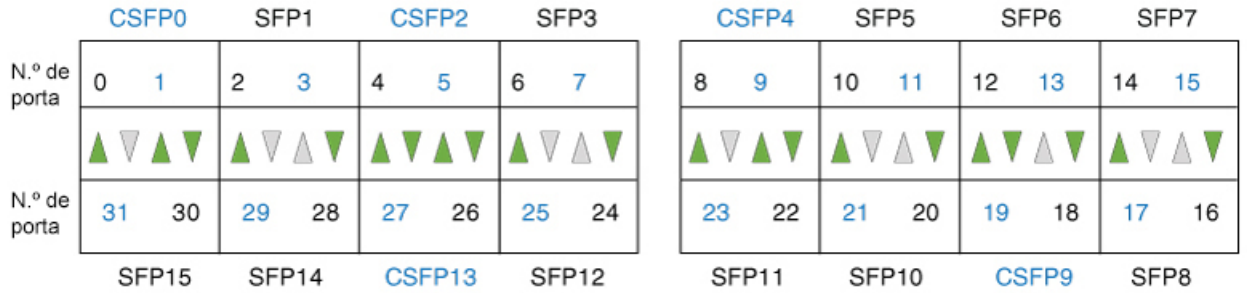 CSFP0 SFP1 CSFP2 SFP3 CSFP4 SFP5 SFP6 SFP7
N.º de porta 0 1 2 3 4 5 6 7 8 9 10 11 12 13 14 15
N.º de porta 31 30 29 28 27 26 25 24 23 22 21 20 19 18 17 16
SFP15 SFP14 CSFP13 SFP12 SFP11 SFP10 CSFP9 SFP8